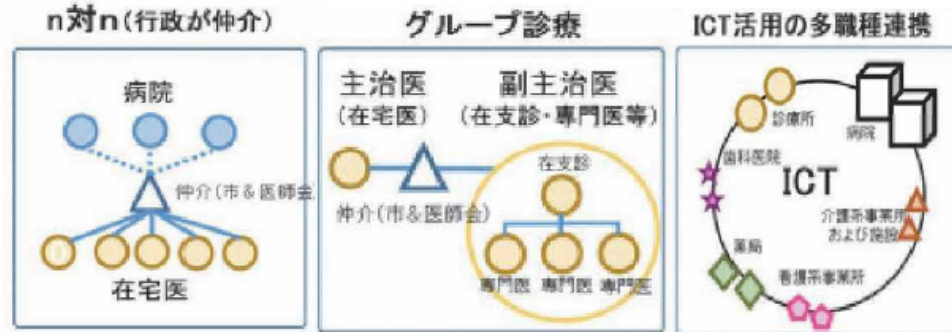 n対n(行政が仲介)
病院
仲介(市&医師会)
在宅医
グループ診療
主治医
(在宅医)
副主治医
(在支診・専門医等)
在支診
仲介(市&医師会)
専門医 専門医 専門医
ICT活用の多職種連携
診療所
病院
歯科医院
ICT
介護系事業所
および施設
薬局
看護系事業所